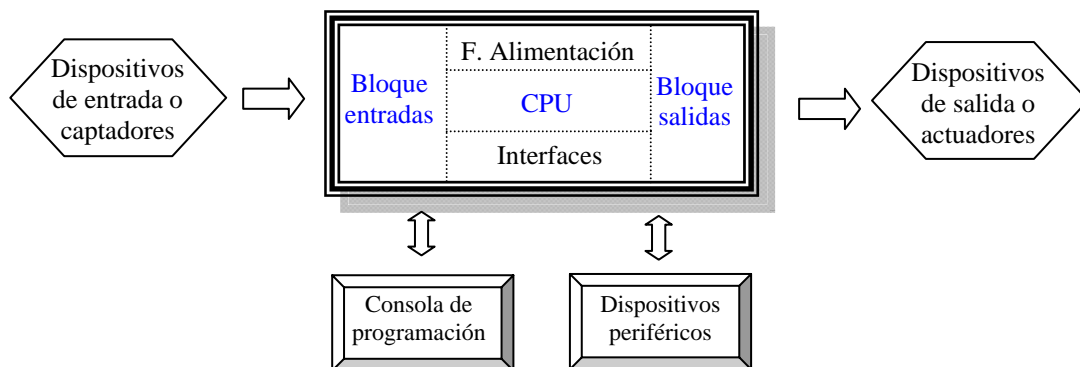 Dispositivos
de entrada o
captadores
Bloque
entradas
F. Alimentación
CPU
Interfaces
Bloque
salidas
Dispositivos
de salida o
actuadores
Consola de
programación
Dispositivos
periféricos